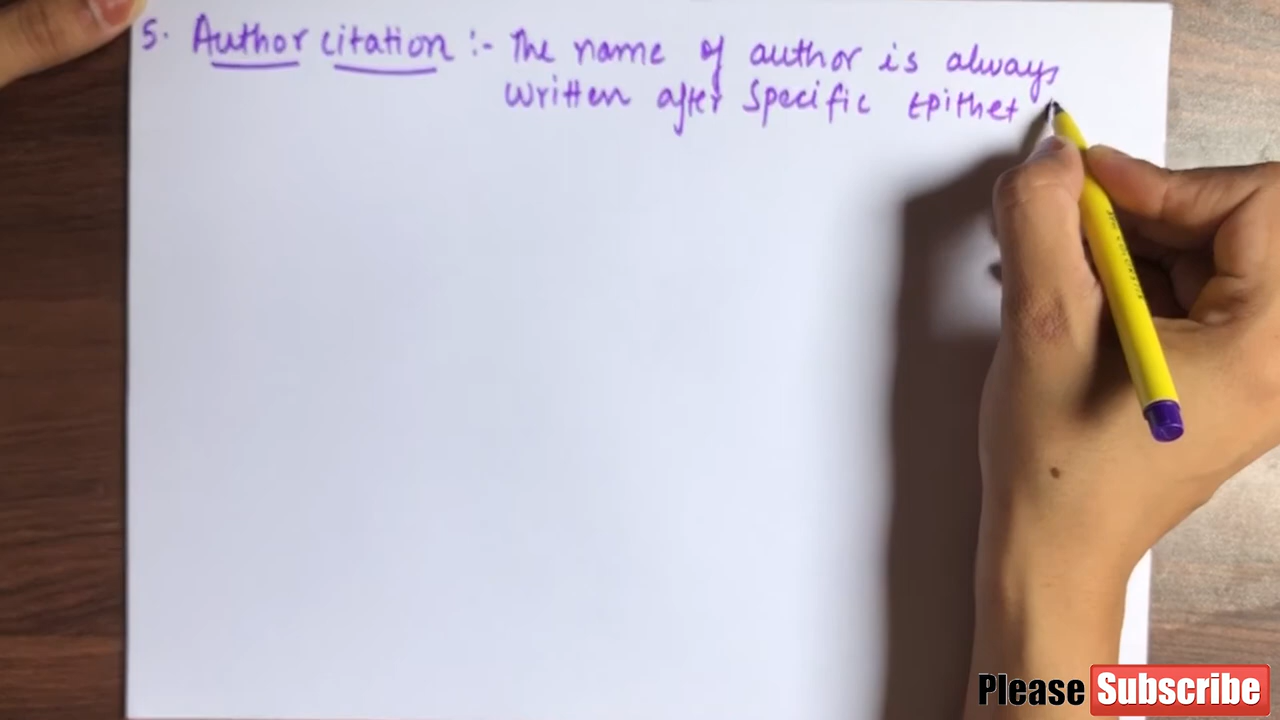 5. Author citation :- The name of author is always
written after Specific Epithet
Please Subscribe